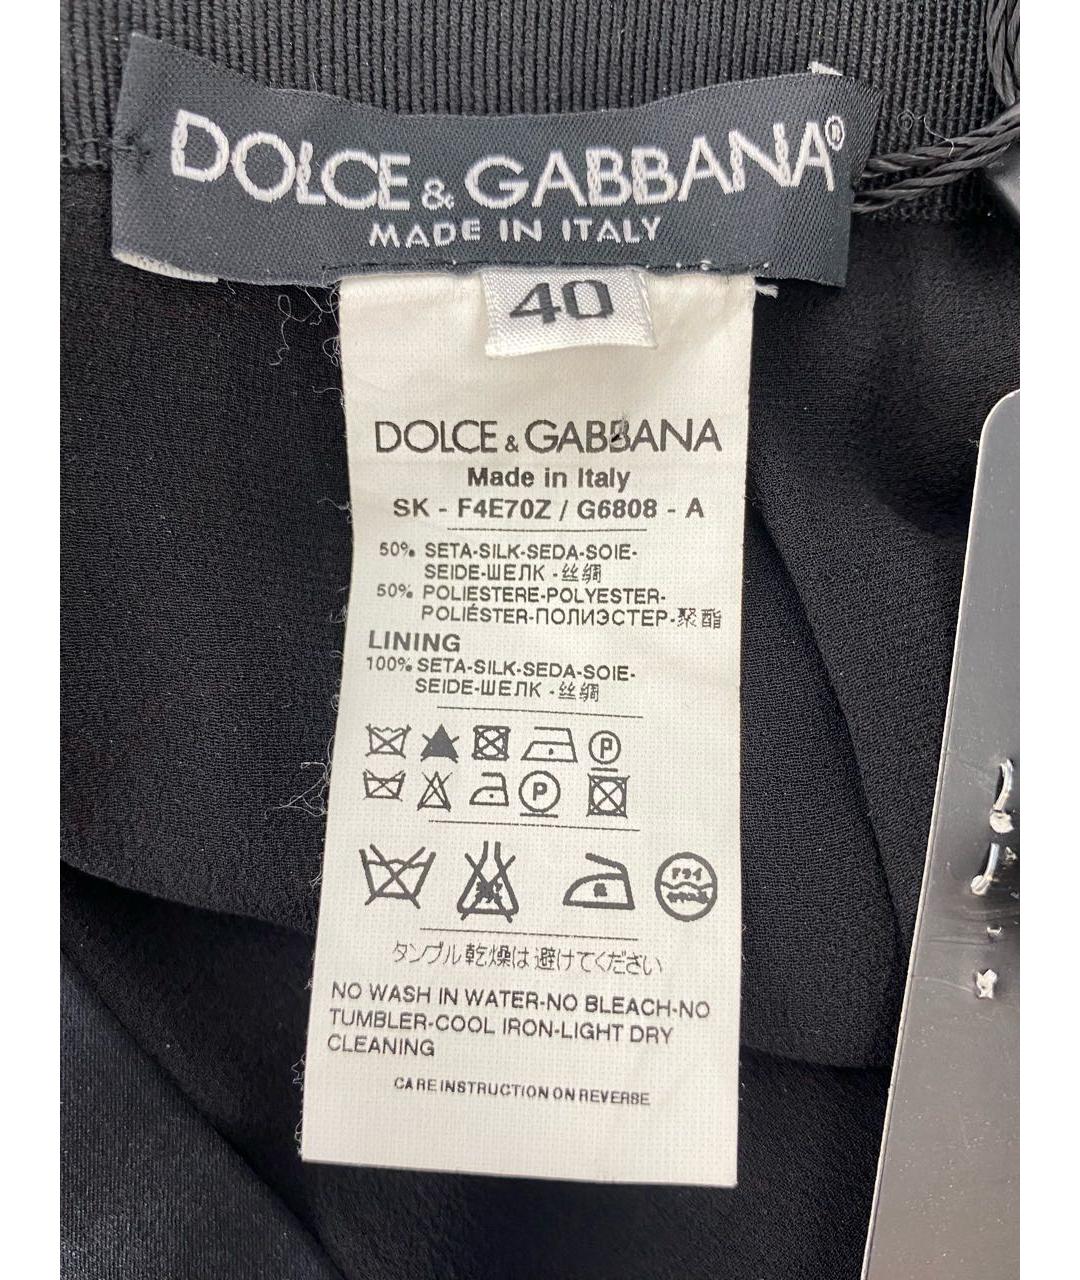 DOLCE & GABBANA®
MADE IN ITALY
40
DOLCE & GABBANA
Made in Italy
SK - F4E70Z / G6808 - A
50% SETA-SILK-SEDA-SOIE-
SEIDE-ШЕЛК -丝绸
50% POLIESTERE-POLYESTER-
POLIÉSTER-ПОЛИЭСТЕР-聚酯
LINING
100% SETA-SILK-SEDA-SOIE-
SEIDE-ШЕЛК -丝绸
P
P
ドライ
タンブル乾燥は避けてください
NO WASH IN WATER-NO BLEACH-NO
TUMBLER-COOL IRON-LIGHT DRY
CLEANING
CARE INSTRUCTION ON REVERSE